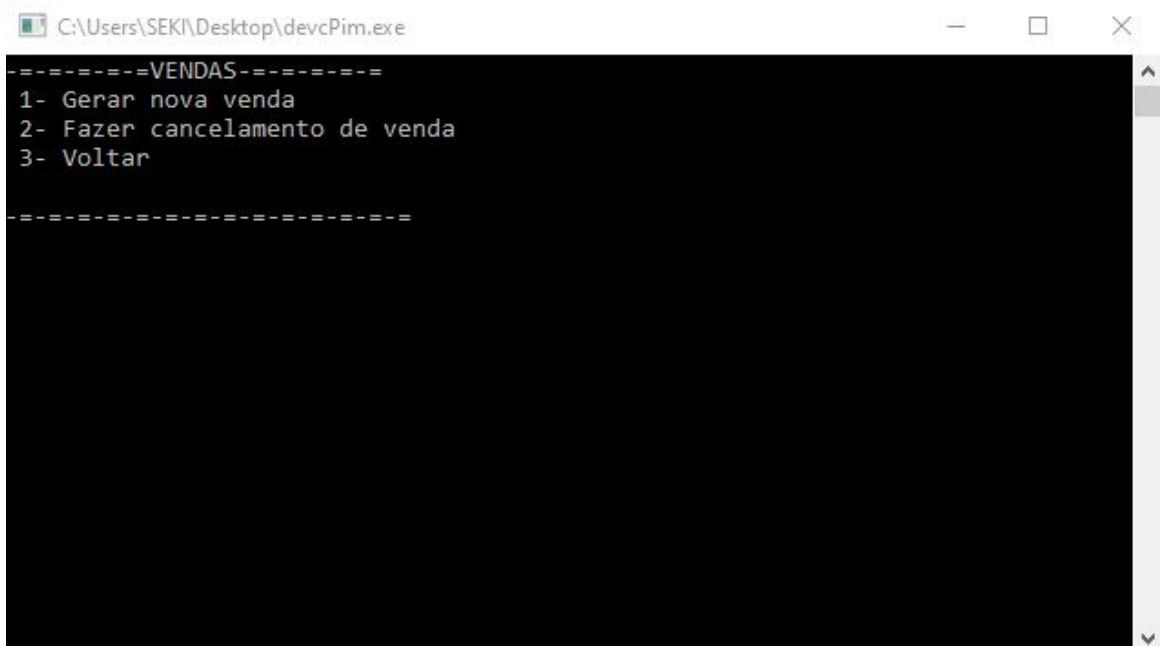 C:\Users\SEKI\Desktop\devcPim.exe
-=-=-=-=-=VENDAS-=-=-=-=-=
1- Gerar nova venda
2- Fazer cancelamento de venda
3- Voltar
-=-=-=-=-=-=-=-=-=-=-=-=-=-=